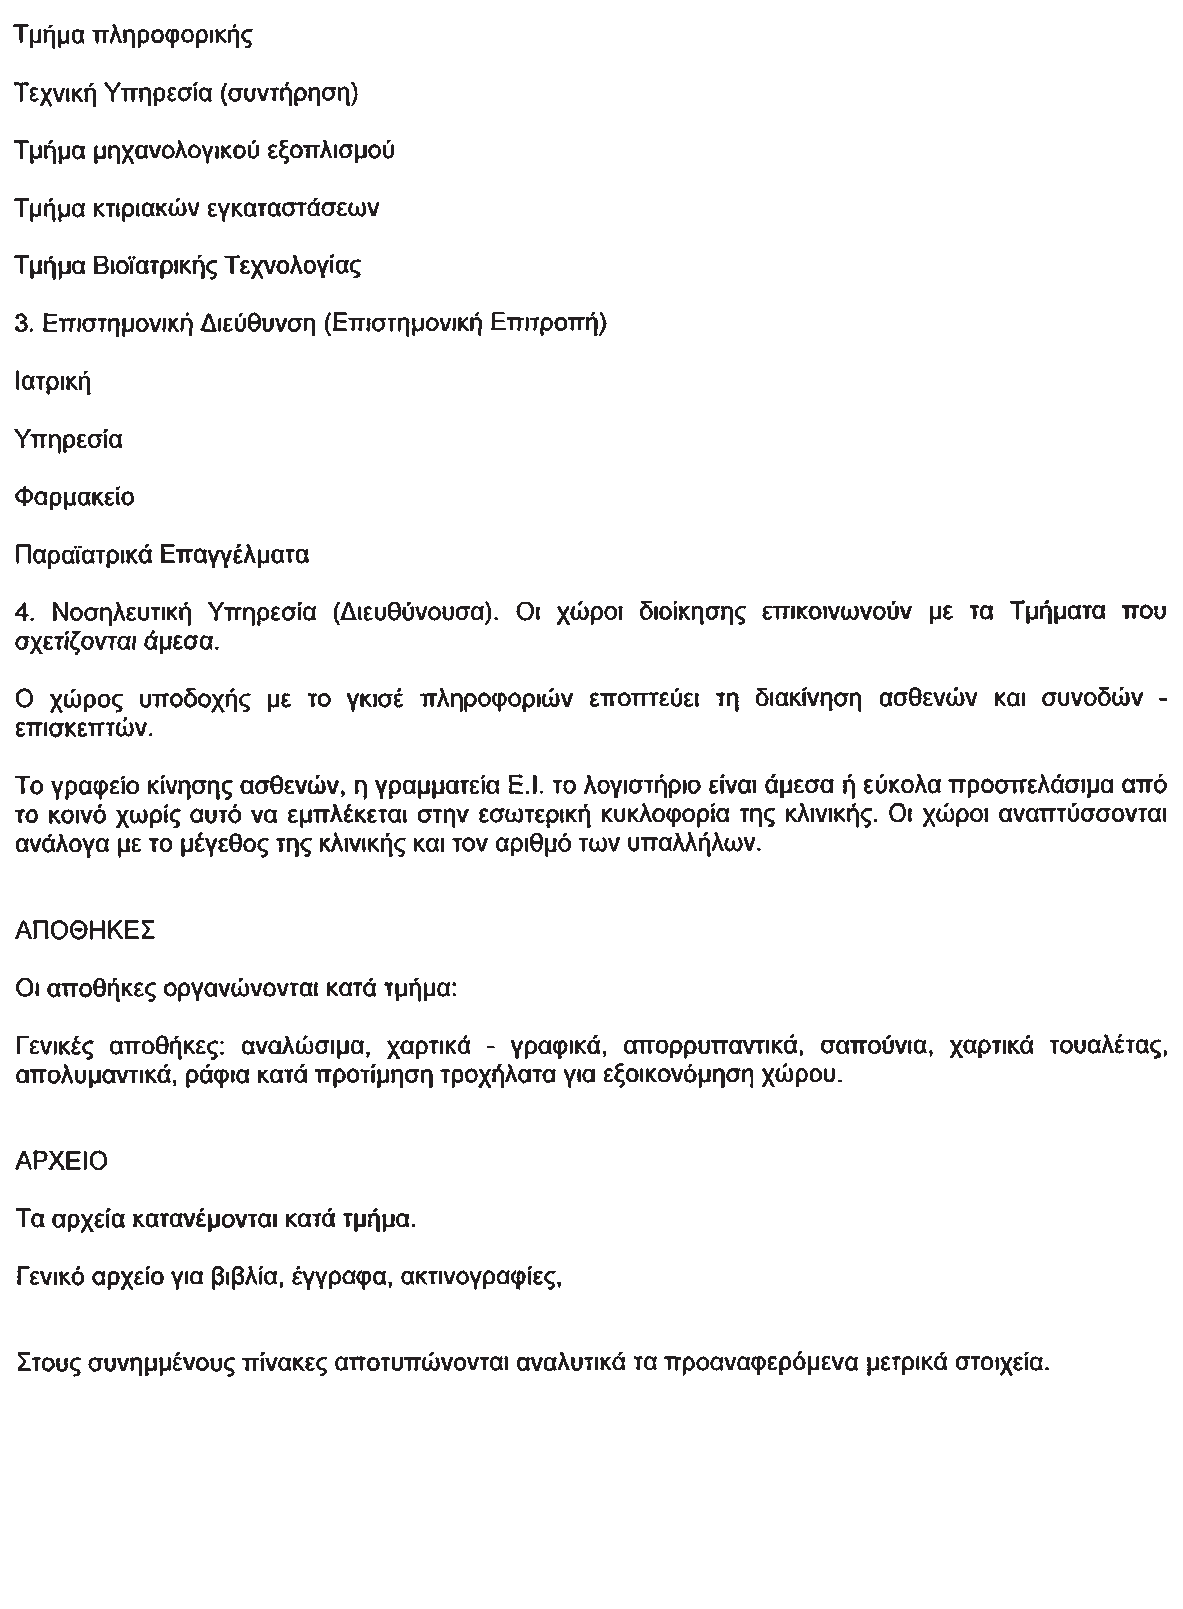 Τμήμα πληροφορικής
Τεχνική Υπηρεσία (συντήρηση)
Τμήμα μηχανολογικού εξοπλισμού
Τμήμα κτιριακών εγκαταστάσεων
Τμήμα Βιοϊατρικής Τεχνολογίας
3. Επιστημονική Διεύθυνση (Επιστημονική Επιτροπή)
Ιατρική
Υπηρεσία
Φαρμακείο
Παραϊατρικά Επαγγέλματα
4. Νοσηλευτική Υπηρεσία (Διευθύνουσα). Οι χώροι διοίκησης επικοινωνούν με τα Τμήματα που
σχετίζονται άμεσα.
Ο χώρος υποδοχής με το γκισέ πληροφοριών εποπτεύει τη διακίνηση ασθενών και συνοδών -
επισκεπτών.
Το γραφείο κίνησης ασθενών, η γραμματεία Ε.Ι. το λογιστήριο είναι άμεσα ή εύκολα προσπελάσιμα από
το κοινό χωρίς αυτό να εμπλέκεται στην εσωτερική κυκλοφορία της κλινικής. Οι χώροι αναπτύσσονται
ανάλογα με το μέγεθος της κλινικής και τον αριθμό των υπαλλήλων.
ΑΠΟΘΗΚΕΣ
Οι αποθήκες οργανώνονται κατά τμήμα:
Γενικές αποθήκες: αναλώσιμα, χαρτικά - γραφικά, απορρυπαντικά, σαπούνια, χαρτικά τουαλέτας,
απολυμαντικά, ράφια κατά προτίμηση τροχήλατα για εξοικονόμηση χώρου.
ΑΡΧΕΙΟ
Τα αρχεία κατανέμονται κατά τμήμα.
Γενικό αρχείο για βιβλία, έγγραφα, ακτινογραφίες,
Στους συνημμένους πίνακες αποτυπώνονται αναλυτικά τα προαναφερόμενα μετρικά στοιχεία.